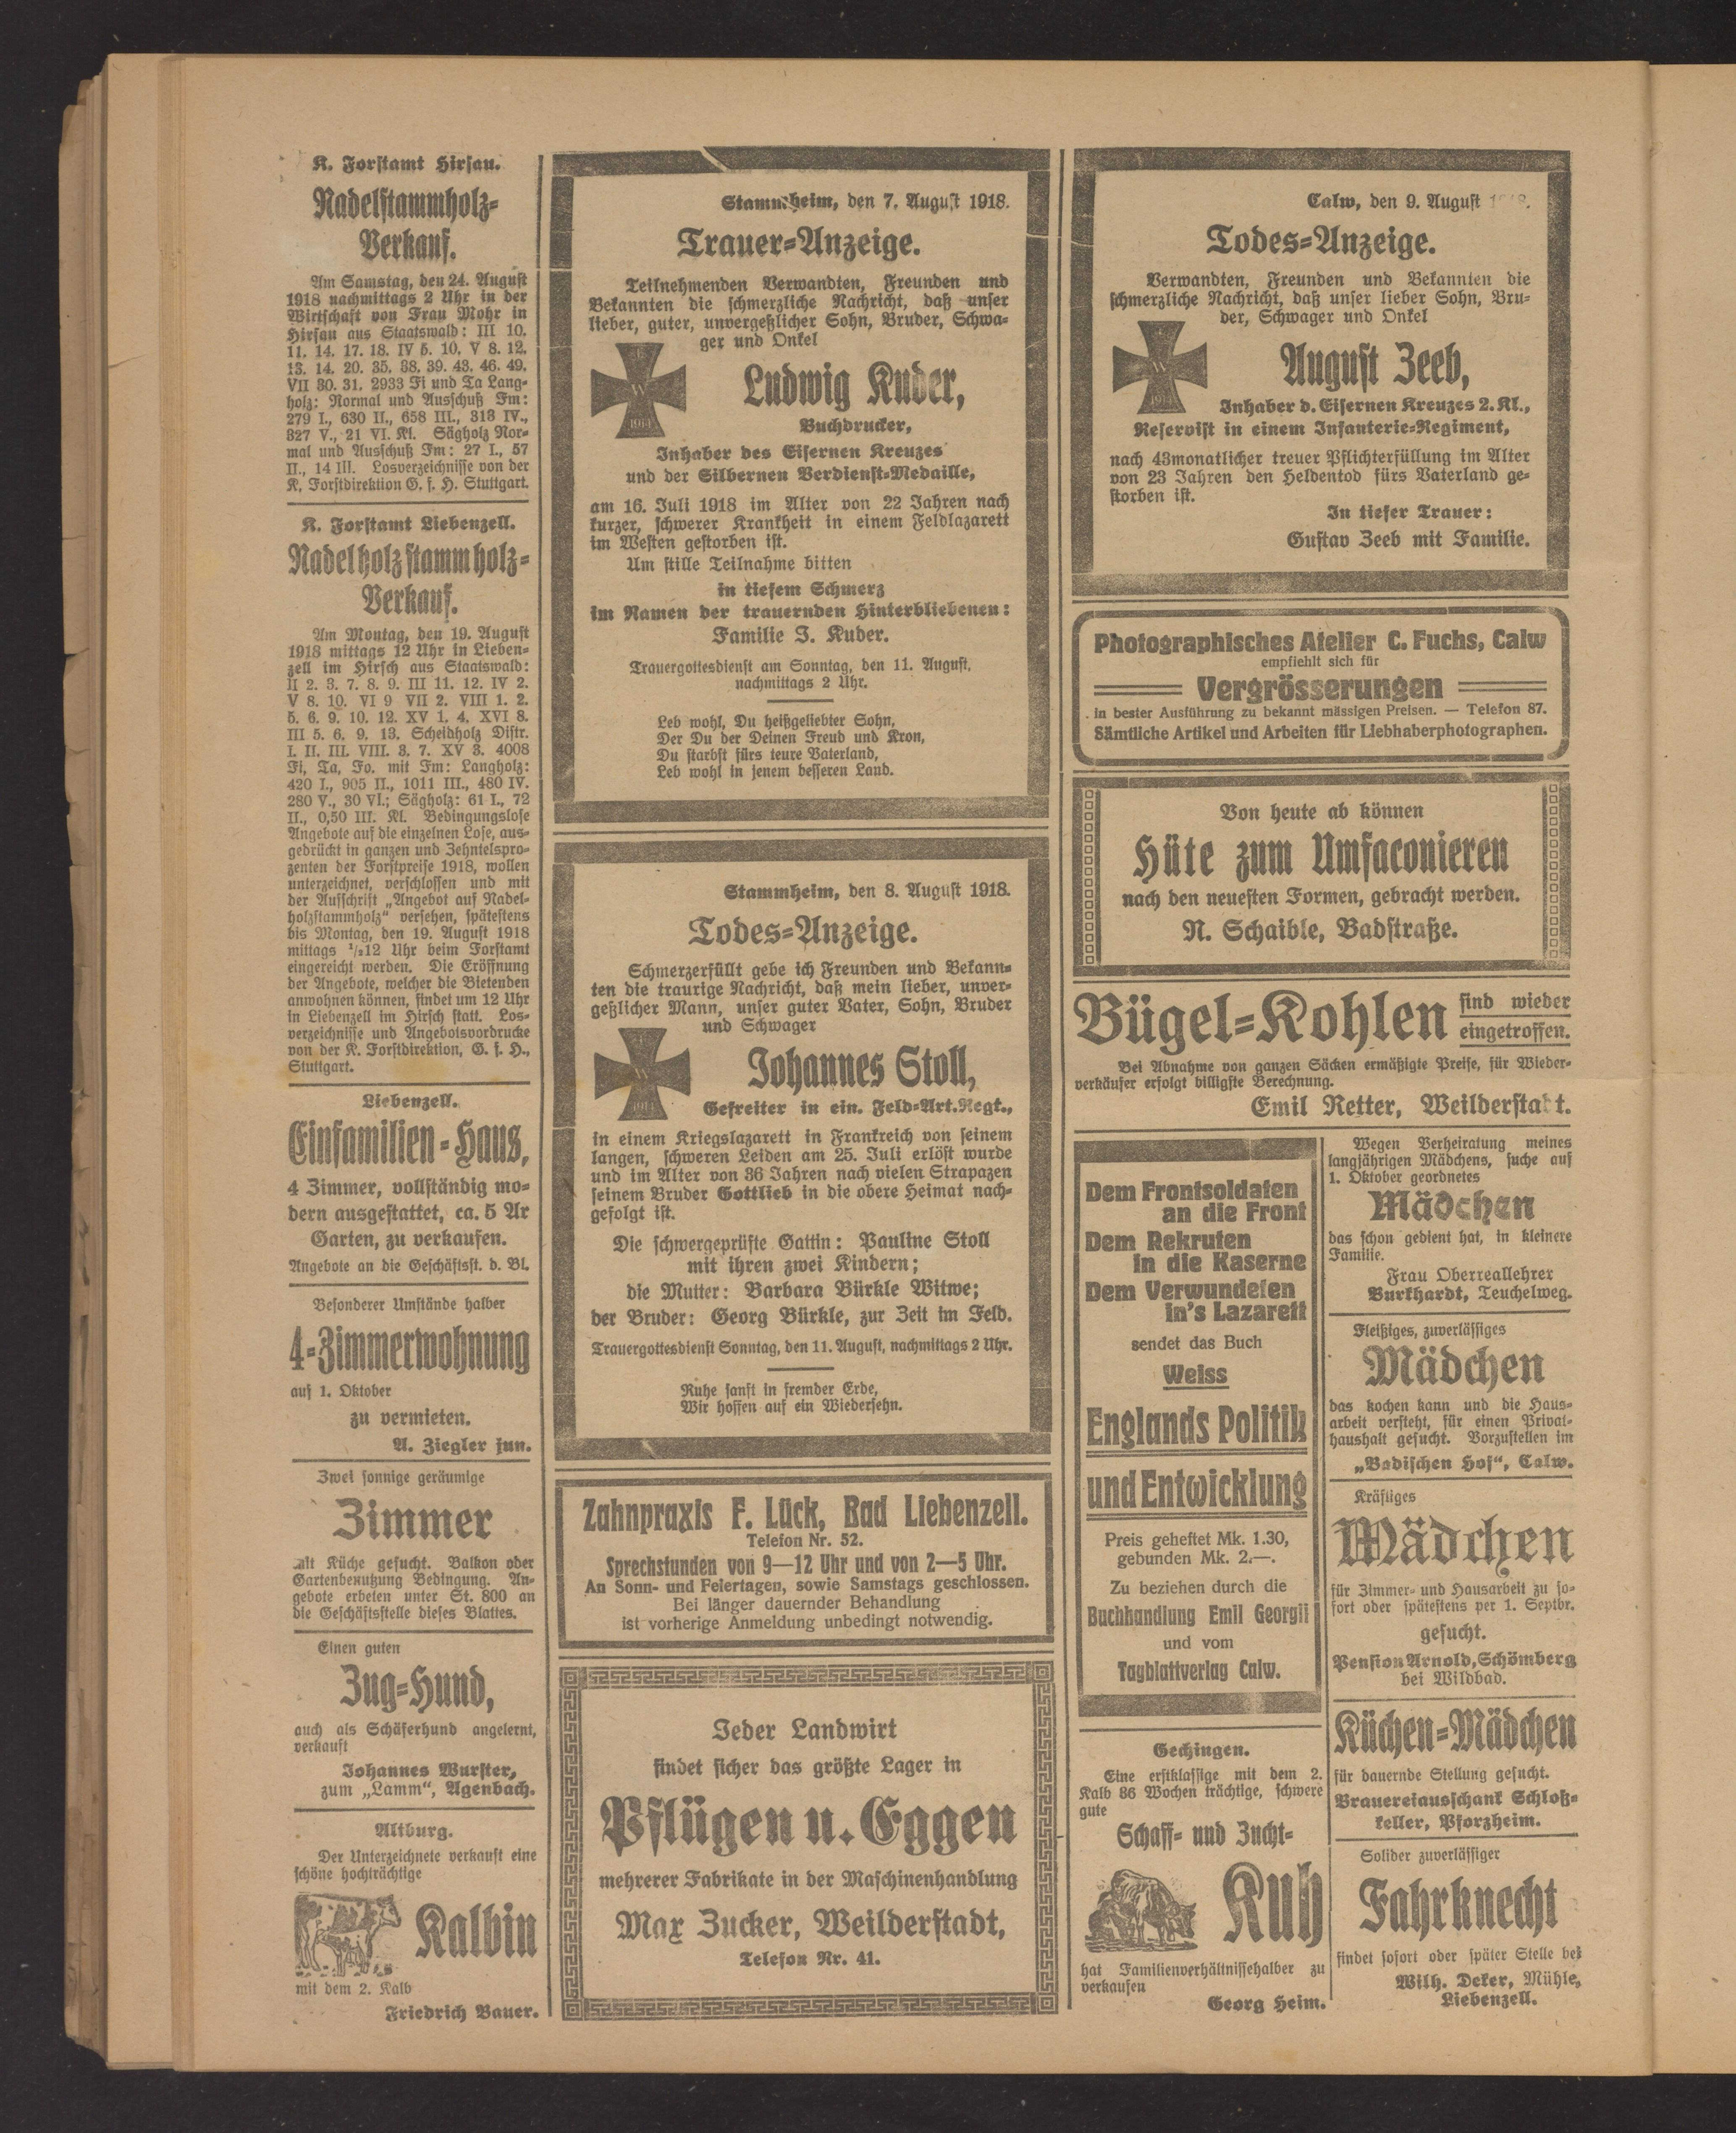 K. Forstamt Hirsau.
Nadelstammholz-
Verkauf.
Am Samstag, den 24. August
1918 nachmittags 2 Uhr in der
Wirtschaft von Frau Mohr in
Hirsau aus Staatswald: III 10.
11. 14. 17. 18. IV 5. 10. V 8. 12.
13. 14. 20. 35. 38. 39. 43. 46. 49.
VII 30. 31. 2933 Fi und Ta Lang-
holz: Normal und Ausschuß Fm:
279 I., 630 II., 658 III., 313 IV.,
327 V., 21 VI. Kl. Sägholz Nor-
mal und Ausschuß Fm: 27 I., 57
II., 14 III. Losverzeichnisse von der
K. Forstdirektion G. f. H. Stuttgart.
K. Forstamt Liebenzell.
Nadelholzstammholz-
Verkauf.
Am Montag, den 19. August
1918 mittags 12 Uhr in Lieben-
zell im Hirsch aus Staatswald:
II 2. 3. 7. 8. 9. III 11. 12. IV 2.
V 8. 10. VI 9 VII 2. VIII 1. 2.
5. 6. 9. 10. 12. XV 1. 4. XVI 8.
III 5. 6. 9. 13. Scheidholz Distr.
I. II. III. VIII. 3. 7. XV 3. 4008
Fi, Ta, Fo. mit Fm: Langholz:
420 I., 905 II., 1011 III., 480 IV.
280 V., 30 VI.; Sägholz: 61 I., 72
II., 0,50 III. Kl. Bedingungslose
Angebote auf die einzelnen Lose, aus-
gedrückt in ganzen und Zehntelspro-
zenten der Forstpreise 1918, wollen
unterzeichnet, verschlossen und mit
der Aufschrift „Angebot auf Nadel-
holzstammholz“ versehen, spätestens
bis Montag, den 19. August 1918
mittags ½12 Uhr beim Forstamt
eingereicht werden. Die Eröffnung
der Angebote, welcher die Bietenden
anwohnen können, findet um 12 Uhr
in Liebenzell im Hirsch statt. Los-
verzeichnisse und Angebotsvordrucke
von der K. Forstdirektion, G. f. H.,
Stuttgart.
Liebenzell.
Einfamilien-Haus,
4 Zimmer, vollständig mo-
dern ausgestattet, ca. 5 Ar
Garten, zu verkaufen.
Angebote an die Geschäftsst. d. Bl.
Besonderer Umstände halber
4-Zimmerwohnung
auf 1. Oktober
zu vermieten.
A. Ziegler jun.
Zwei sonnige geräumige
Zimmer
mit Küche gesucht. Balkon oder
Gartenbenutzung Bedingung. An-
gebote erbeten unter St. 800 an
die Geschäftsstelle dieses Blattes.
Einen guten
Zug-Hund,
auch als Schäferhund angelernt,
verkauft
Johannes Wurster,
zum „Lamm“, Agenbach.
Altburg.
Der Unterzeichnete verkauft eine
schöne hochträchtige
Kalbin
mit dem 2. Kalb
Friedrich Bauer.
Stammheim, den 7. August 1918.
Trauer-Anzeige.
Teilnehmenden Verwandten, Freunden und
Bekannten die schmerzliche Nachricht, daß unser
lieber, guter, unvergeßlicher Sohn, Bruder, Schwa-
ger und Onkel
W
1914
Ludwig Kuder,
Buchdrucker,
Inhaber des Eisernen Kreuzes
und der Silbernen Verdienst-Medaille,
am 16. Juli 1918 im Alter von 22 Jahren nach
kurzer, schwerer Krankheit in einem Feldlazarett
im Westen gestorben ist.
Um stille Teilnahme bitten
in tiefem Schmerz
im Namen der trauernden Hinterbliebenen:
Familie J. Kuder.
Trauergottesdienst am Sonntag, den 11. August,
nachmittags 2 Uhr.
Leb wohl, Du heißgeliebter Sohn,
Der Du der Deinen Freud und Kron,
Du starbst fürs teure Vaterland,
Leb wohl in jenem besseren Land.
Stammheim, den 8. August 1918.
Todes-Anzeige.
Schmerzerfüllt gebe ich Freunden und Bekann-
ten die traurige Nachricht, daß mein lieber, unver-
geßlicher Mann, unser guter Vater, Sohn, Bruder
und Schwager
W
1914
Johannes Stoll,
Gefreiter in ein. Feld-Art.Regt.,
in einem Kriegslazarett in Frankreich von seinem
langen, schweren Leiden am 25. Juli erlöst wurde
und im Alter von 36 Jahren nach vielen Strapazen
seinem Bruder Gottlieb in die obere Heimat nach-
gefolgt ist.
Die schwergeprüfte Gattin: Pauline Stoll
mit ihren zwei Kindern;
die Mutter: Barbara Bürkle Witwe;
der Bruder: Georg Bürkle, zur Zeit im Feld.
Trauergottesdienst Sonntag, den 11. August, nachmittags 2 Uhr.
Ruhe sanft in fremder Erde,
Wir hoffen auf ein Wiedersehn.
Zahnpraxis F. Lück, Bad Liebenzell.
Telefon Nr. 52.
Sprechstunden von 9—12 Uhr und von 2—5 Uhr.
An Sonn- und Feiertagen, sowie Samstags geschlossen.
Bei länger dauernder Behandlung
ist vorherige Anmeldung unbedingt notwendig.
Jeder Landwirt
findet sicher das größte Lager in
Pflügen u. Eggen
mehrerer Fabrikate in der Maschinenhandlung
Max Zucker, Weilderstadt,
Telefon Nr. 41.
Calw, den 9. August 1918.
Todes-Anzeige.
Verwandten, Freunden und Bekannten die
schmerzliche Nachricht, daß unser lieber Sohn, Bru-
der, Schwager und Onkel
W
1914
August Zeeb,
Inhaber d. Eisernen Kreuzes 2. Kl.,
Reservist in einem Infanterie-Regiment,
nach 43monatlicher treuer Pflichterfüllung im Alter
von 23 Jahren den Heldentod fürs Vaterland ge-
storben ist.
In tiefer Trauer:
Gustav Zeeb mit Familie.
Photographisches Atelier C. Fuchs, Calw
empfiehlt sich für
Vergrösserungen
in bester Ausführung zu bekannt mässigen Preisen. — Telefon 87.
Sämtliche Artikel und Arbeiten für Liebhaberphotographen.
Von heute ab können
Hüte zum Umfaconieren
nach den neuesten Formen, gebracht werden.
N. Schaible, Badstraße.
Bügel-Kohlen sind wieder
eingetroffen.
Bei Abnahme von ganzen Säcken ermäßigte Preise, für Wieder-
verkäufer erfolgt billigste Berechnung.
Emil Retter, Weilderstadt.
Dem Frontsoldaten
an die Front
Dem Rekruten
in die Kaserne
Dem Verwundeten
in's Lazarett
sendet das Buch
Weiss
Englands Politik
und Entwicklung
Preis geheftet Mk. 1.30,
gebunden Mk. 2.—.
Zu beziehen durch die
Buchhandlung Emil Georgii
und vom
Tagblattverlag Calw.
Gechingen.
Eine erstklassige mit dem 2.
Kalb 36 Wochen trächtige, schwere
gute
Schaff- und Zucht-
Kuh
hat Familienverhältnissehalber zu
verkaufen
Georg Heim.
Wegen Verheiratung meines
langjährigen Mädchens, suche auf
1. Oktober geordnetes
Mädchen
das schon gedient hat, in kleinere
Familie.
Frau Oberreallehrer
Burkhardt, Teuchelweg.
Fleißiges, zuverlässiges
Mädchen
das kochen kann und die Haus-
arbeit versteht, für einen Privat-
haushalt gesucht. Vorzustellen im
„Badischen Hof“, Calw.
Kräftiges
Mädchen
für Zimmer- und Hausarbeit zu so-
fort oder spätestens per 1. Septbr.
gesucht.
Pension Arnold, Schömberg
bei Wildbad.
Küchen-Mädchen
für dauernde Stellung gesucht.
Brauereiausschank Schloß-
keller, Pforzheim.
Solider zuverlässiger
Fahrknecht
findet sofort oder später Stelle bei
Wilh. Deker, Mühle,
Liebenzell.